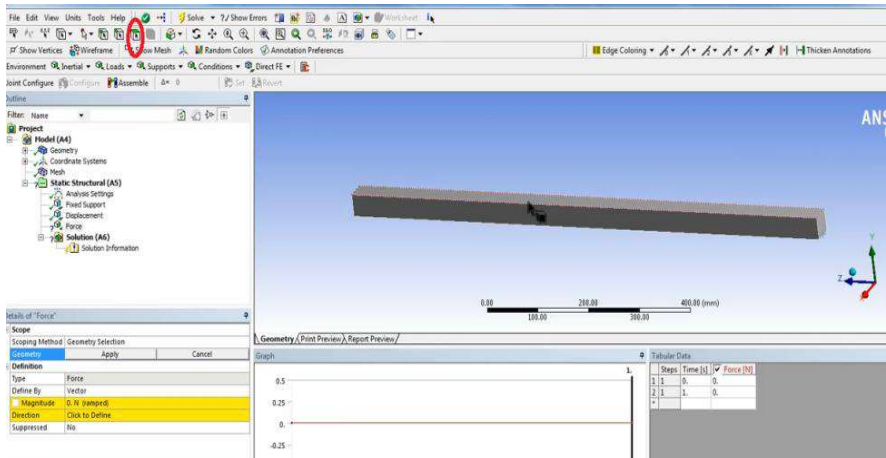 File Edit View Units Tools Help Solve ?/ Show Errors Worksheet
Show Vertices Wireframe Show Mesh Random Colors Annotation Preferences Edge Coloring Thicken Annotations
Environment Inertial Loads Supports Conditions Direct FE
Joint Configure Configure Assemble Δ= 0 Set Revert
Outline
Filter: Name
Project
Model (A4)
Geometry
Coordinate Systems
Mesh
Static Structural (A5)
Analysis Settings
Fixed Support
Displacement
Force
Solution (A6)
Solution Information
ANS
Y
Z
0.00 200.00 400.00 (mm)
100.00 300.00
Details of "Force"
Scope
Scoping Method Geometry Selection
Geometry Apply Cancel
Definition
Type Force
Define By Vector
Magnitude 0. N (ramped)
Direction Click to Define
Suppressed No
Geometry Print Preview Report Preview
Graph
1.
0.5
0.25
0.
-0.25
Tabular Data
Steps Time [s] Force [N]
1 1 0. 0.
2 1 1. 0.
*